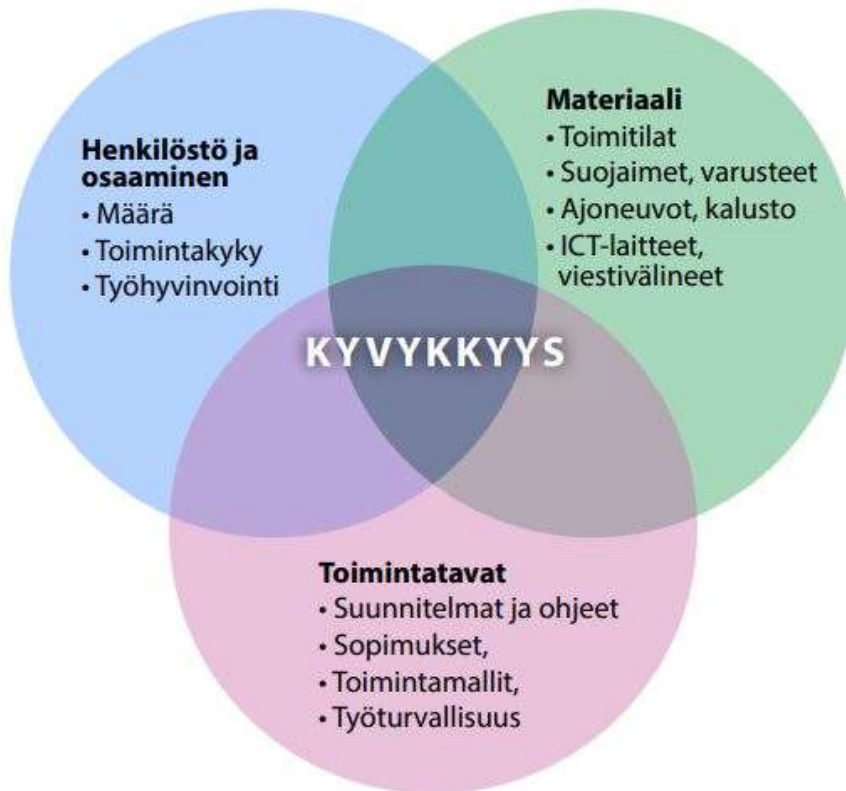 Henkilöstö ja
osaaminen
• Määrä
• Toimintakyky
• Työhyvinvointi
Materiaali
• Toimitilat
• Suojaimet, varusteet
• Ajoneuvot, kalusto
• ICT-laitteet,
viestivälineet
KYVYKKYYS
Toimintatavat
• Suunnitelmat ja ohjeet
• Sopimukset,
• Toimintamallit,
• Työturvallisuus